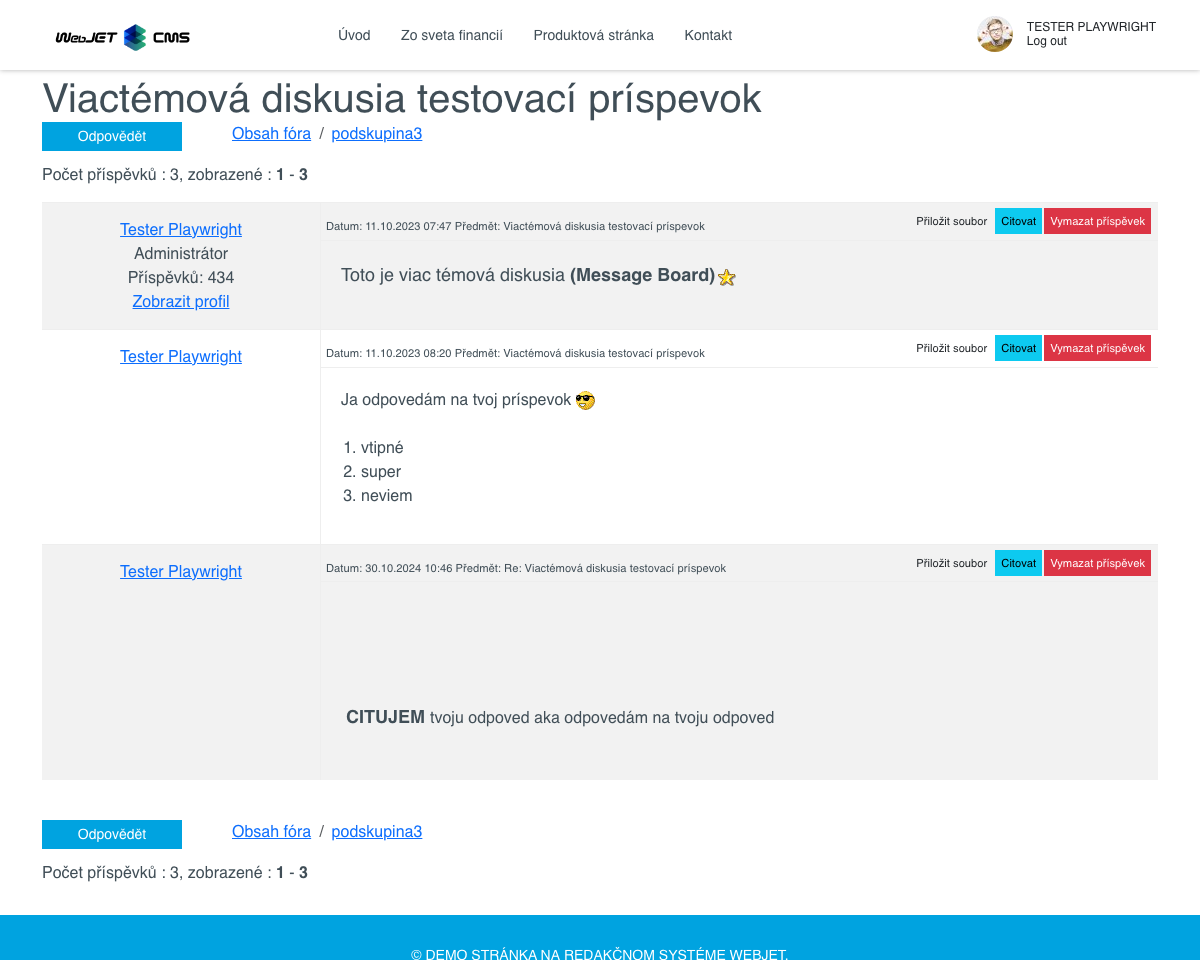 WebJET CMS
Úvod Zo sveta financií Produktová stránka Kontakt
TESTER PLAYWRIGHT
Log out
Viactémová diskusia testovací príspevok
Odpovědět Obsah fóra / podskupina3
Počet příspěvků : 3, zobrazené : 1 - 3
Tester Playwright
Administrátor
Příspěvků: 434
Zobrazit profil
Datum: 11.10.2023 07:47 Předmět: Viactémová diskusia testovací príspevok
Přiložit soubor Citovat Vymazat příspěvek
Toto je viac témová diskusia (Message Board)
Tester Playwright
Datum: 11.10.2023 08:20 Předmět: Viactémová diskusia testovací príspevok
Přiložit soubor Citovat Vymazat příspěvek
Ja odpovedám na tvoj príspevok
1. vtipné
2. super
3. neviem
Tester Playwright
Datum: 30.10.2024 10:46 Předmět: Re: Viactémová diskusia testovací príspevok
Přiložit soubor Citovat Vymazat příspěvek
CITUJEM tvoju odpoved aka odpovedám na tvoju odpoved
Odpovědět Obsah fóra / podskupina3
Počet příspěvků : 3, zobrazené : 1 - 3
© DEMO STRÁNKA NA REDAKČNOM SYSTÉME WEBJET.